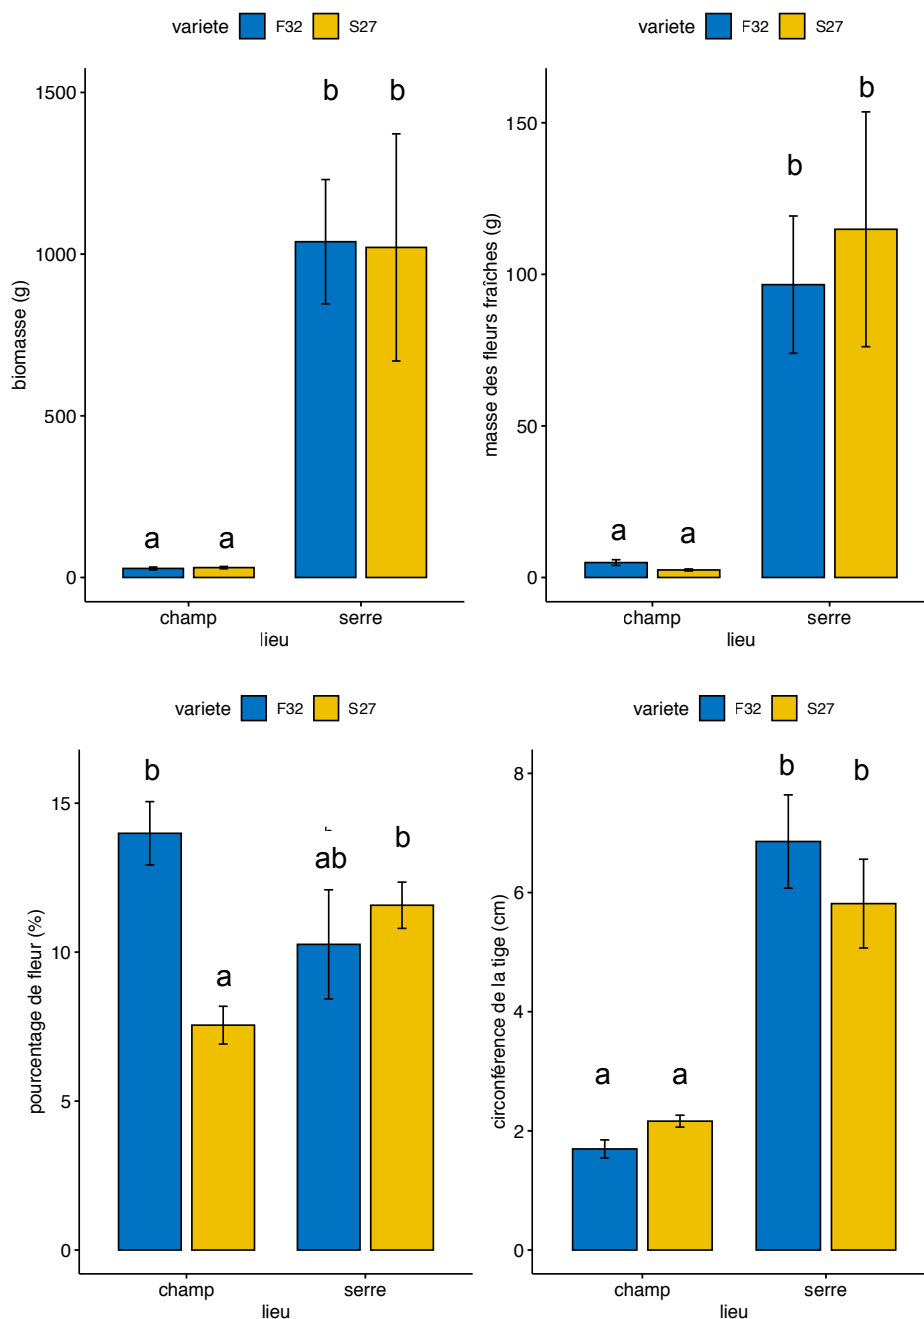 variete F32 S27
1500
1000
500
0
biomasse (g)
b b
a a
champ serre
lieu
variete F32 S27
150
100
50
0
masse des fleurs fraîches (g)
b
b
a a
champ serre
lieu
variete F32 S27
15
10
5
0
pourcentage de fleur (%)
b
b
ab
a
champ serre
lieu
variete F32 S27
8
6
4
2
0
circonférence de la tige (cm)
b b
a a
champ serre
lieu